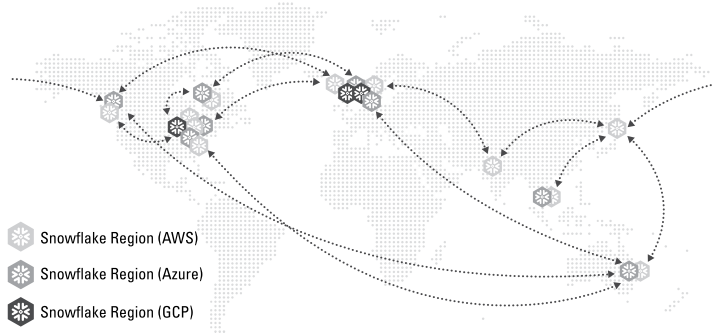 Snowflake Region (AWS)
Snowflake Region (Azure)
Snowflake Region (GCP)